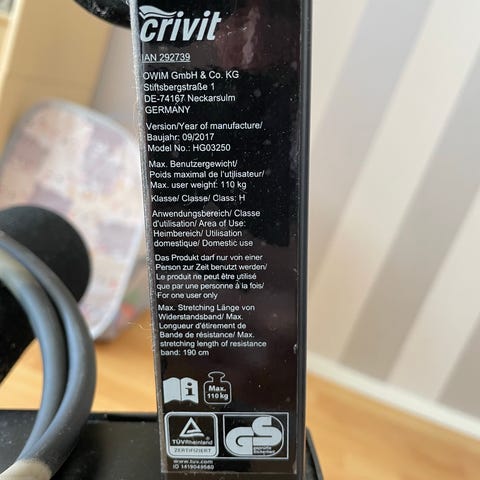 crivit
IAN 292739
OWIM GmbH & Co. KG
Stiftsbergstraße 1
DE-74167 Neckarsulm
GERMANY
Version/Year of manufacture/
Baujahr: 09/2017
Model No.: HG03250
Max. Benutzergewicht/
Poids maximal de l'utilisateur/
Max. user weight: 110 kg
Klasse/ Classe/ Class: H
Anwendungsbereich/ Classe
d'utilisation/ Area of Use:
Heimbereich/ Utilisation
domestique/ Domestic use
Das Produkt darf nur von einer
Person zur Zeit benutzt werden/
Le produit ne peut être utilisé
que par une personne à la fois/
For one user only
Max. Stretching Länge von
Widerstandsband/ Max.
Longueur d'étirement de
Bande de résistance/ Max.
stretching length of resistance
band: 190 cm
Max.
110 kg
TÜVRheinland
ZERTIFIZIERT
GS
geprüfte
Sicherheit
www.tuv.com
ID 1419049560